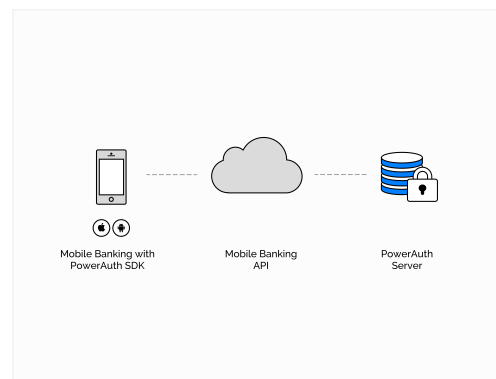 Mobile Banking with
PowerAuth SDK
Mobile Banking
API
PowerAuth
Server